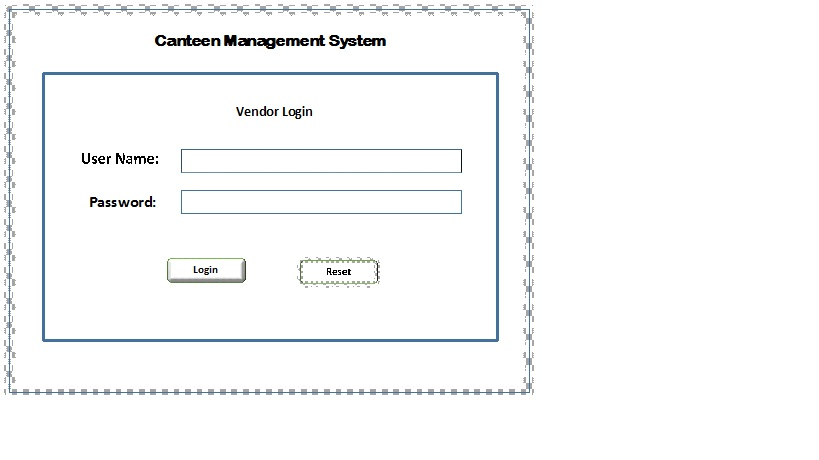 Canteen Management System
Vendor Login
User Name:
Password:
Login
Reset